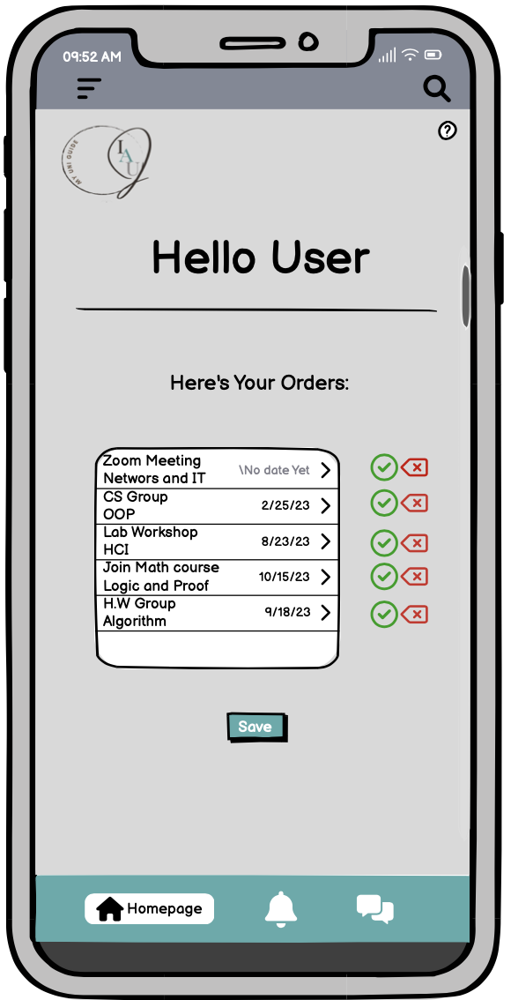 09:52 AM
MY UNI GUIDE
IAU
Hello User
Here's Your Orders:
Zoom Meeting
Networs and IT
\No date Yet
CS Group
OOP
2/25/23
Lab Workshop
HCI
8/23/23
Join Math course
Logic and Proof
10/15/23
H.W Group
Algorithm
9/18/23
Save
Homepage